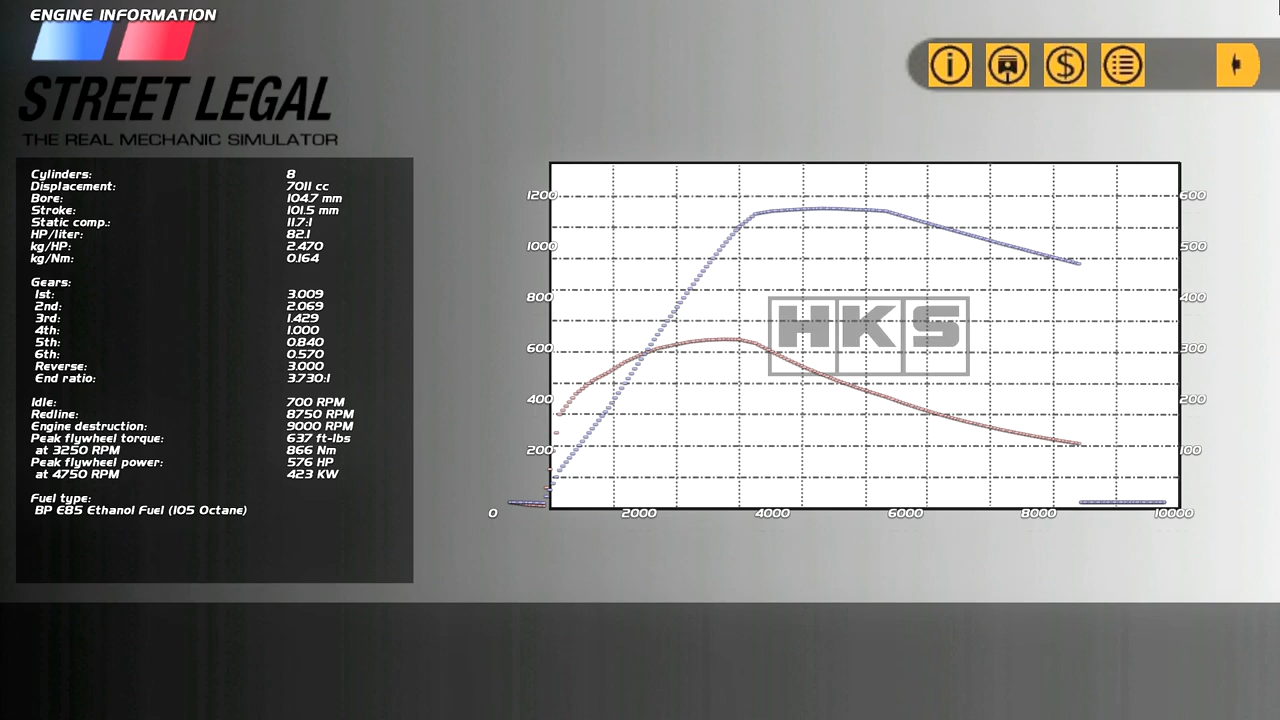 ENGINE INFORMATION
STREET LEGAL
THE REAL MECHANIC SIMULATOR
Cylinders: 8
Displacement: 7011 cc
Bore: 104.7 mm
Stroke: 101.5 mm
Static comp.: 11.7:1
HP/liter: 82.1
kg/HP: 2.470
kg/Nm: 0.164
Gears:
1st: 3.009
2nd: 2.069
3rd: 1.429
4th: 1.000
5th: 0.840
6th: 0.570
Reverse: 3.000
End ratio: 3.730:1
Idle: 700 RPM
Redline: 8750 RPM
Engine destruction: 9000 RPM
Peak flywheel torque: 637 ft-lbs
at 3250 RPM 866 Nm
Peak flywheel power: 576 HP
at 4750 RPM 423 KW
Fuel type:
BP E85 Ethanol Fuel (105 Octane)
1200 600
1000 500
800 400
HKS
600 300
400 200
200 100
0 2000 4000 6000 8000 10000